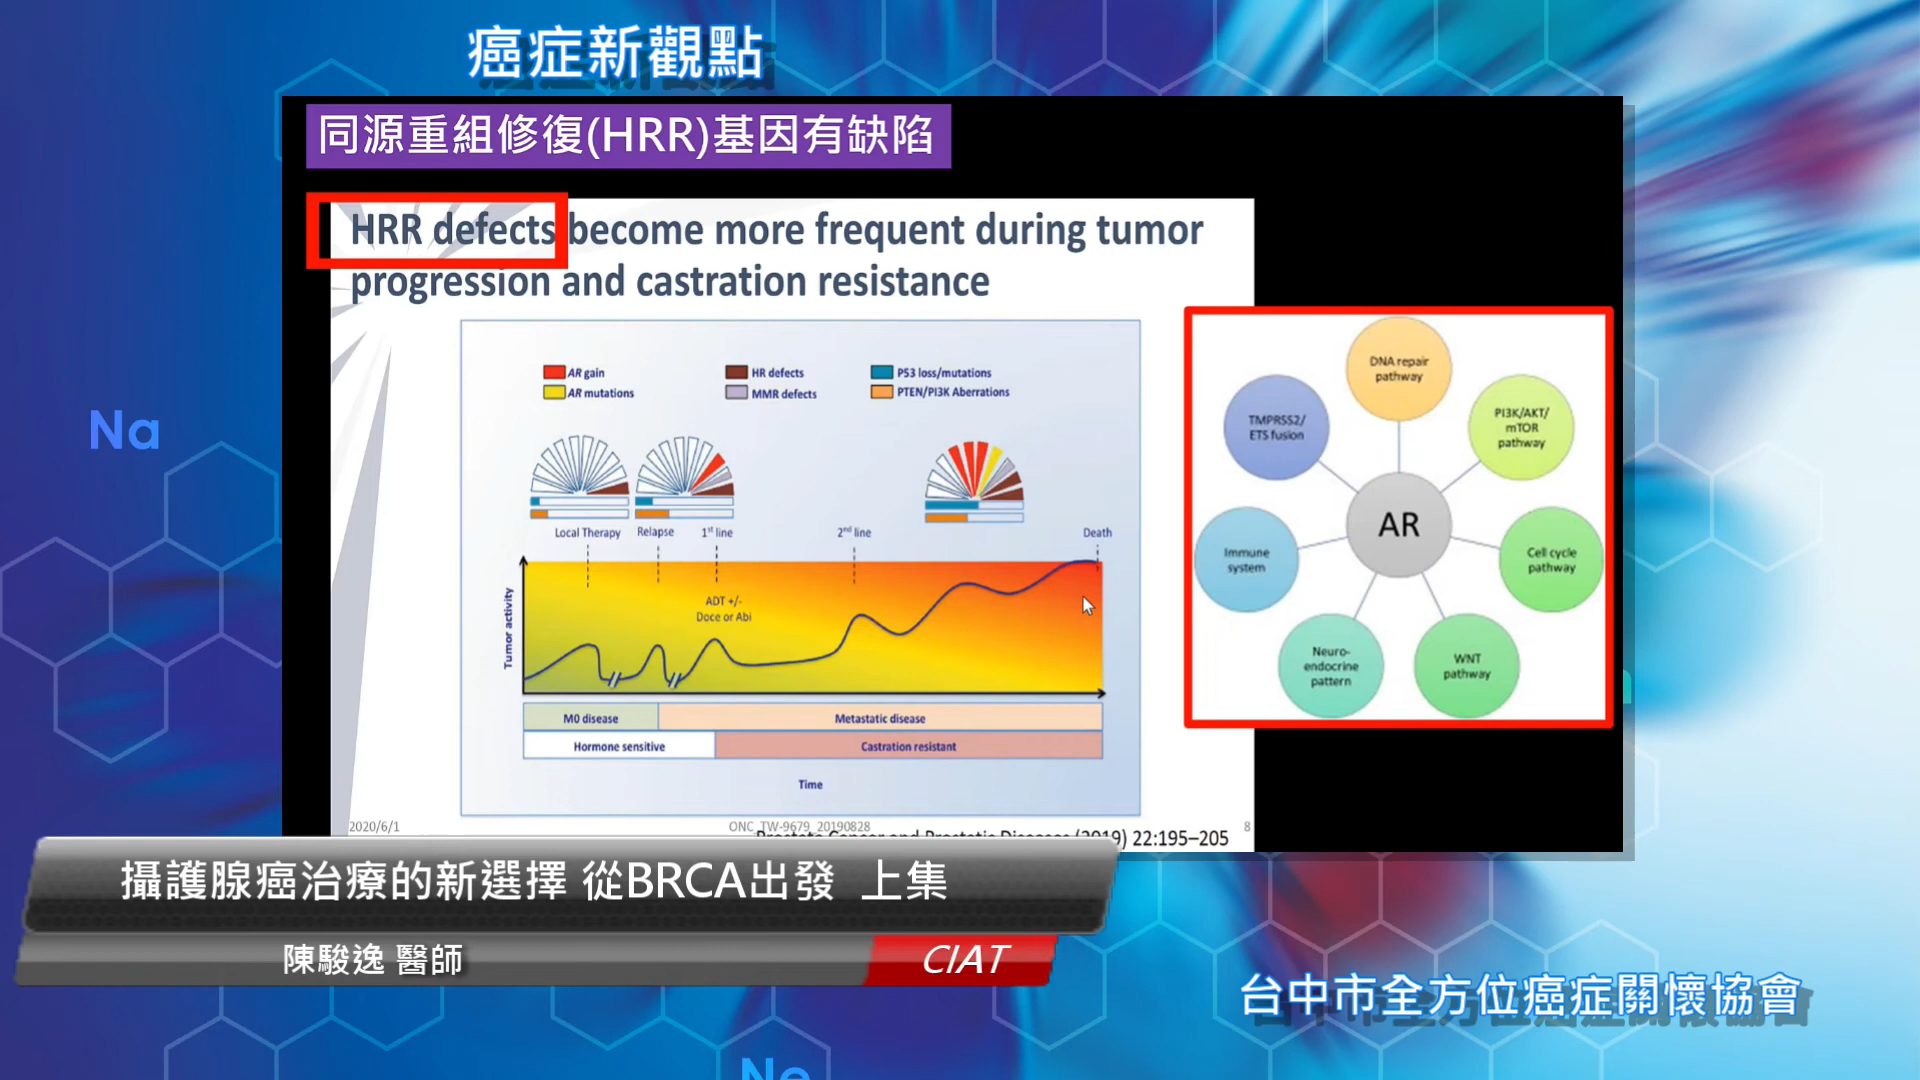 癌症新觀點
同源重組修復(HRR)基因有缺陷
HRR defects become more frequent during tumor
progression and castration resistance
AR gain
HR defects
P53 loss/mutations
AR mutations
MMR defects
PTEN/PI3K Aberrations
Local Therapy
Relapse
1st line
2nd line
Death
ADT +/-
Doce or Abi
Tumor activity
M0 disease
Metastatic disease
Hormone sensitive
Castration resistant
Time
DNA repair
pathway
TMPRSS2/
ETS fusion
PI3K/AKT/
mTOR
pathway
AR
Immune
system
Cell cycle
pathway
Neuro-
endocrine
pattern
WNT
pathway
2020/6/1
ONC_TW-9679_20190828
8
Prostate Cancer and Prostatic Diseases (2019) 22:195–205
Na
攝護腺癌治療的新選擇 從BRCA出發 上集
陳駿逸 醫師
CIAT
台中市全方位癌症關懷協會
Ne